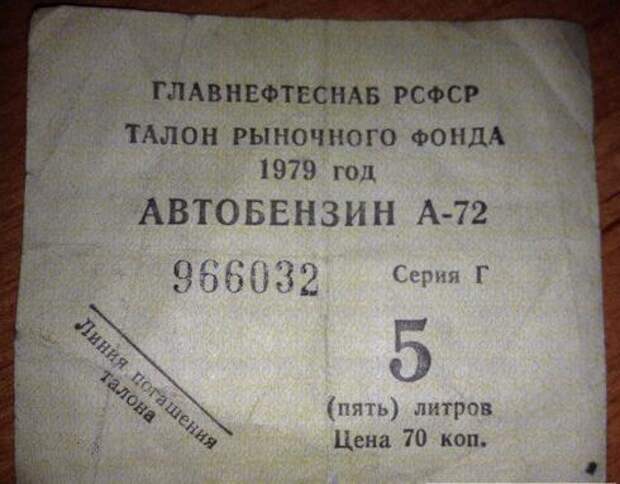 ГЛАВНЕФТЕСНАБ РСФСР
ТАЛОН РЫНОЧНОГО ФОНДА
1979 год
АВТОБЕНЗИН А-72
966032 Серия Г
5
(пять) литров
Цена 70 коп.
Линия погашения
талона